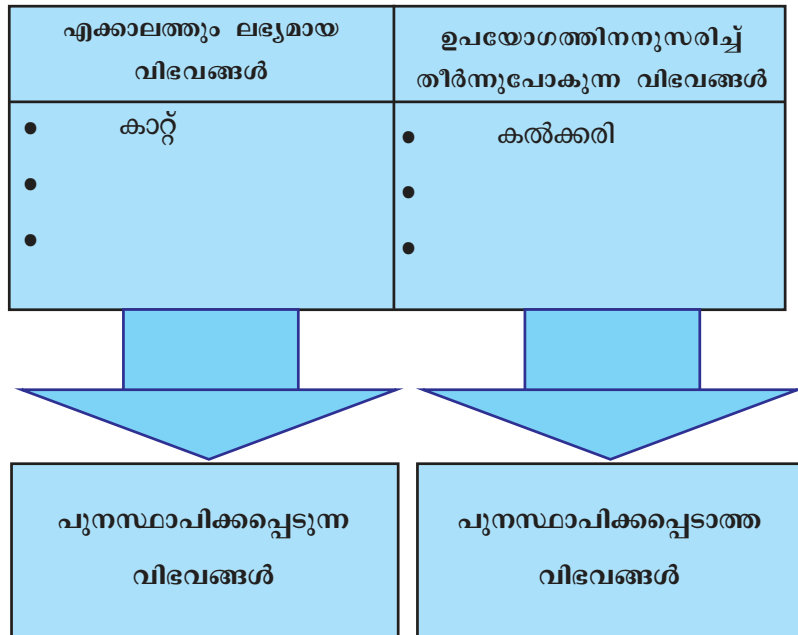 എക്കാലത്തും ലഭ്യമായ
വിഭവങ്ങൾ
ഉപയോഗത്തിനനുസരിച്ച്
തീർന്നുപോകുന്ന വിഭവങ്ങൾ
• കാറ്റ്
•
•
• കൽക്കരി
•
•
പുനസ്ഥാപിക്കപ്പെടുന്ന
വിഭവങ്ങൾ
പുനസ്ഥാപിക്കപ്പെടാത്ത
വിഭവങ്ങൾ